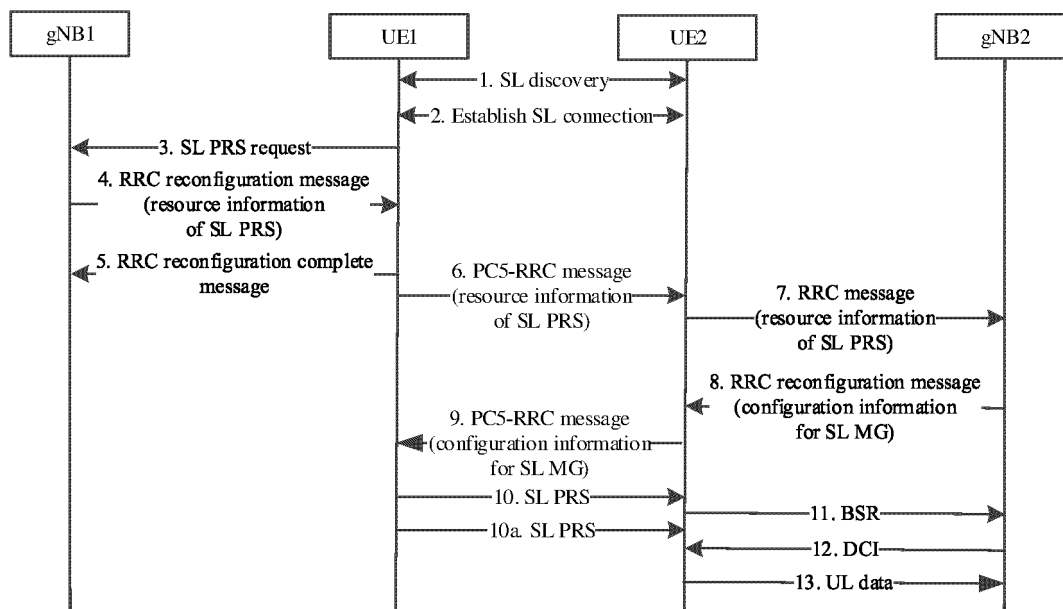 gNB1
UE1
UE2
gNB2
1. SL discovery
2. Establish SL connection
3. SL PRS request
4. RRC reconfiguration message
(resource information
of SL PRS)
5. RRC reconfiguration complete
message
6. PC5-RRC message
(resource information
of SL PRS)
7. RRC message
(resource information
of SL PRS)
8. RRC reconfiguration message
(configuration information
for SL MG)
9. PC5-RRC message
(configuration information
for SL MG)
10. SL PRS
10a. SL PRS
11. BSR
12. DCI
13. UL data